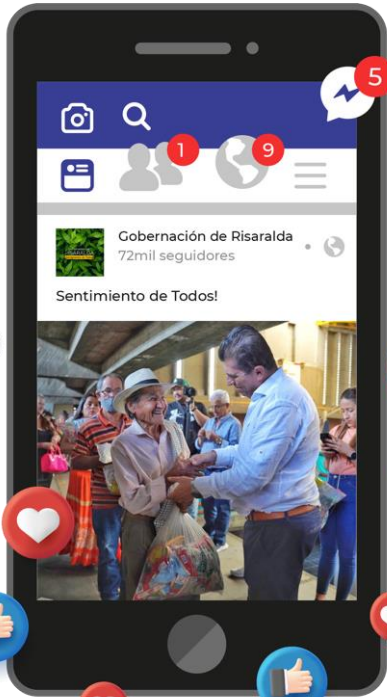 5
1
9
Gobernación de Risaralda
72mil seguidores
Sentimiento de Todos!